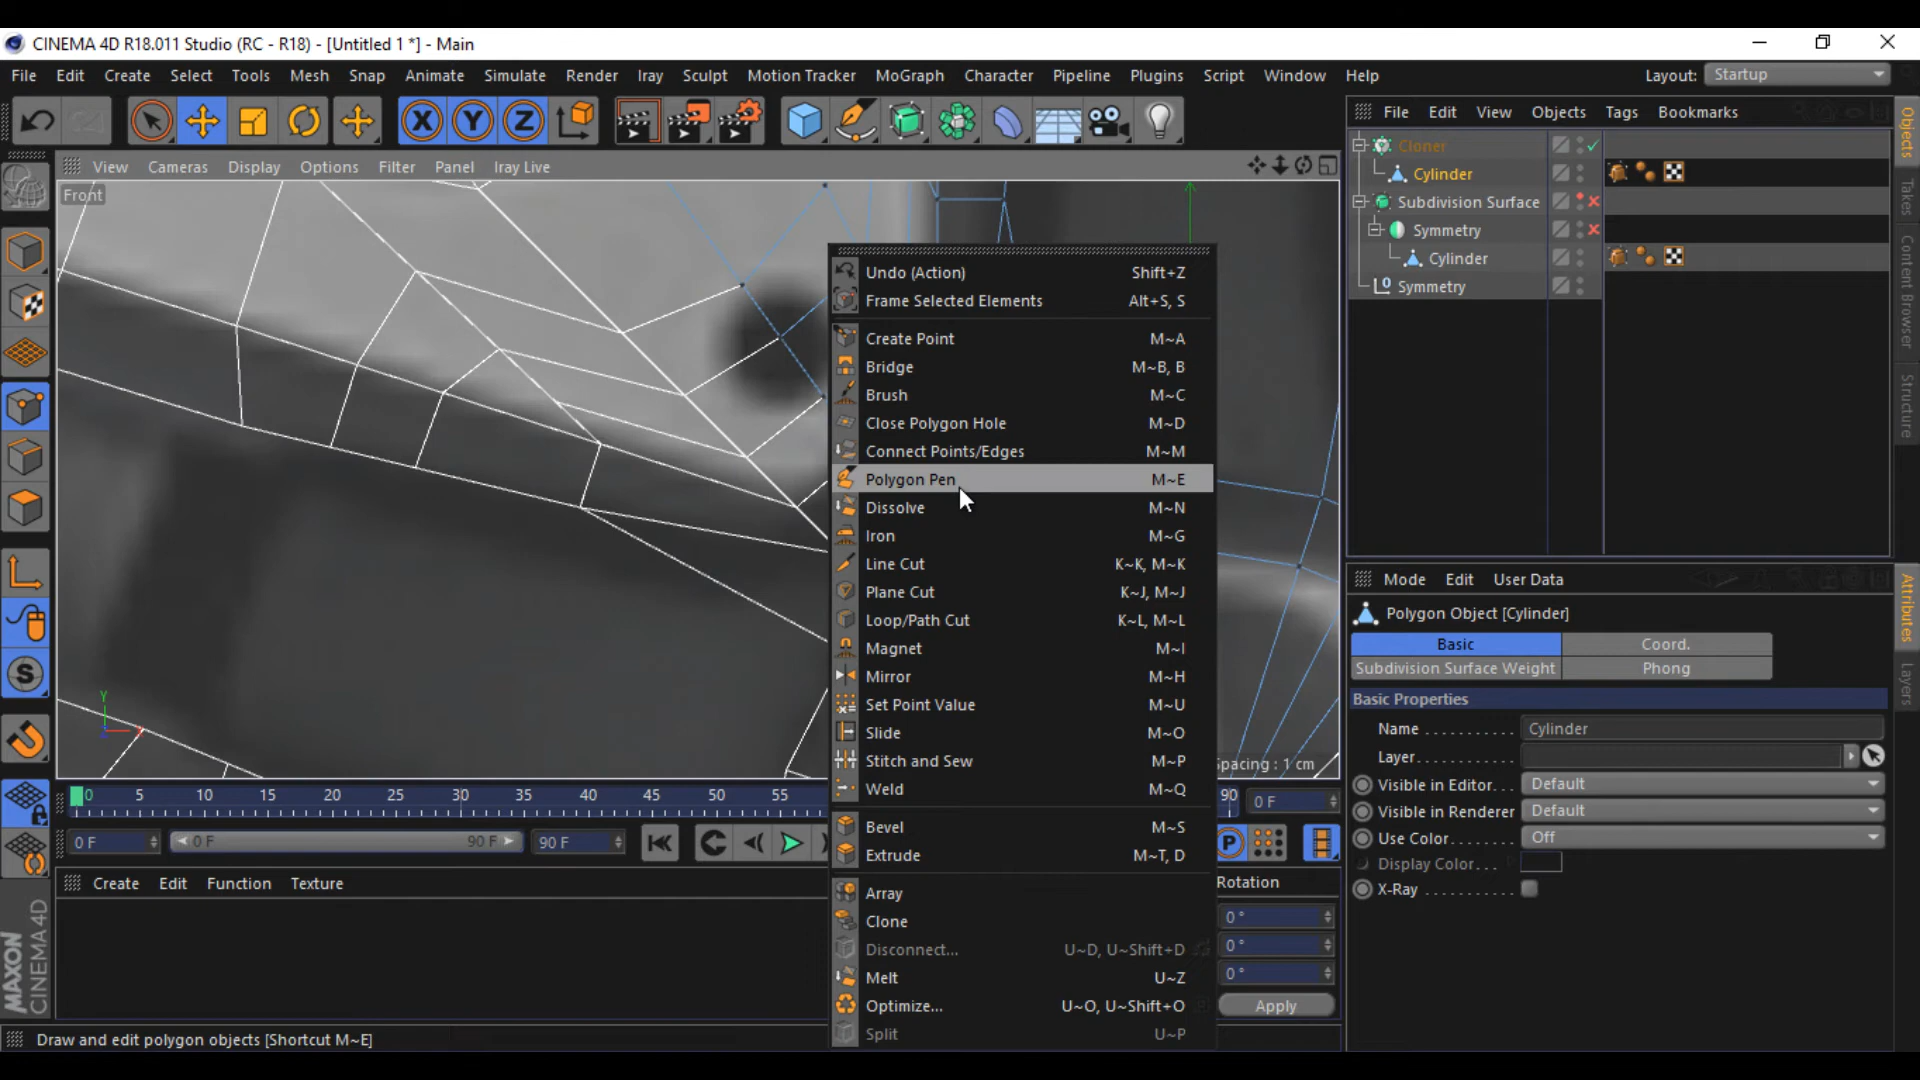 CINEMA 4D R18.011 Studio (RC - R18) - [Untitled 1 *] - Main
File Edit Create Select Tools Mesh Snap Animate Simulate Render Iray Sculpt Motion Tracker MoGraph Character Pipeline Plugins Script Window Help Layout: Startup
File Edit View Objects Tags Bookmarks
View Cameras Display Options Filter Panel Iray Live
Front
Cloner
Cylinder
Subdivision Surface
Symmetry
Cylinder
Symmetry
Objects
Takes
Content Browser
Structure
Undo (Action) Shift+Z
Frame Selected Elements Alt+S, S
Create Point M~A
Bridge M~B, B
Brush M~C
Close Polygon Hole M~D
Connect Points/Edges M~M
Polygon Pen M~E
Dissolve M~N
Iron M~G
Line Cut K~K, M~K
Plane Cut K~J, M~J
Loop/Path Cut K~L, M~L
Magnet M~I
Mirror M~H
Set Point Value M~U
Slide M~O
Stitch and Sew M~P
Weld M~Q
Bevel M~S
Extrude M~T, D
Array
Clone
Disconnect... U~D, U~Shift+D
Melt U~Z
Optimize... U~O, U~Shift+O
Split U~P
Y
Spacing : 1 cm
Mode Edit User Data
Polygon Object [Cylinder]
Basic Coord.
Subdivision Surface Weight Phong
Basic Properties
Name Cylinder
Layer
Visible in Editor Default
Visible in Renderer Default
Use Color Off
Display Color
X-Ray
Attributes
Layers
0 5 10 15 20 25 30 35 40 45 50 55 90 0 F
0 F 0 F 90 F 90 F
P
Create Edit Function Texture
Rotation
0 °
0 °
0 °
Apply
MAXON
CINEMA 4D
Draw and edit polygon objects [Shortcut M~E]